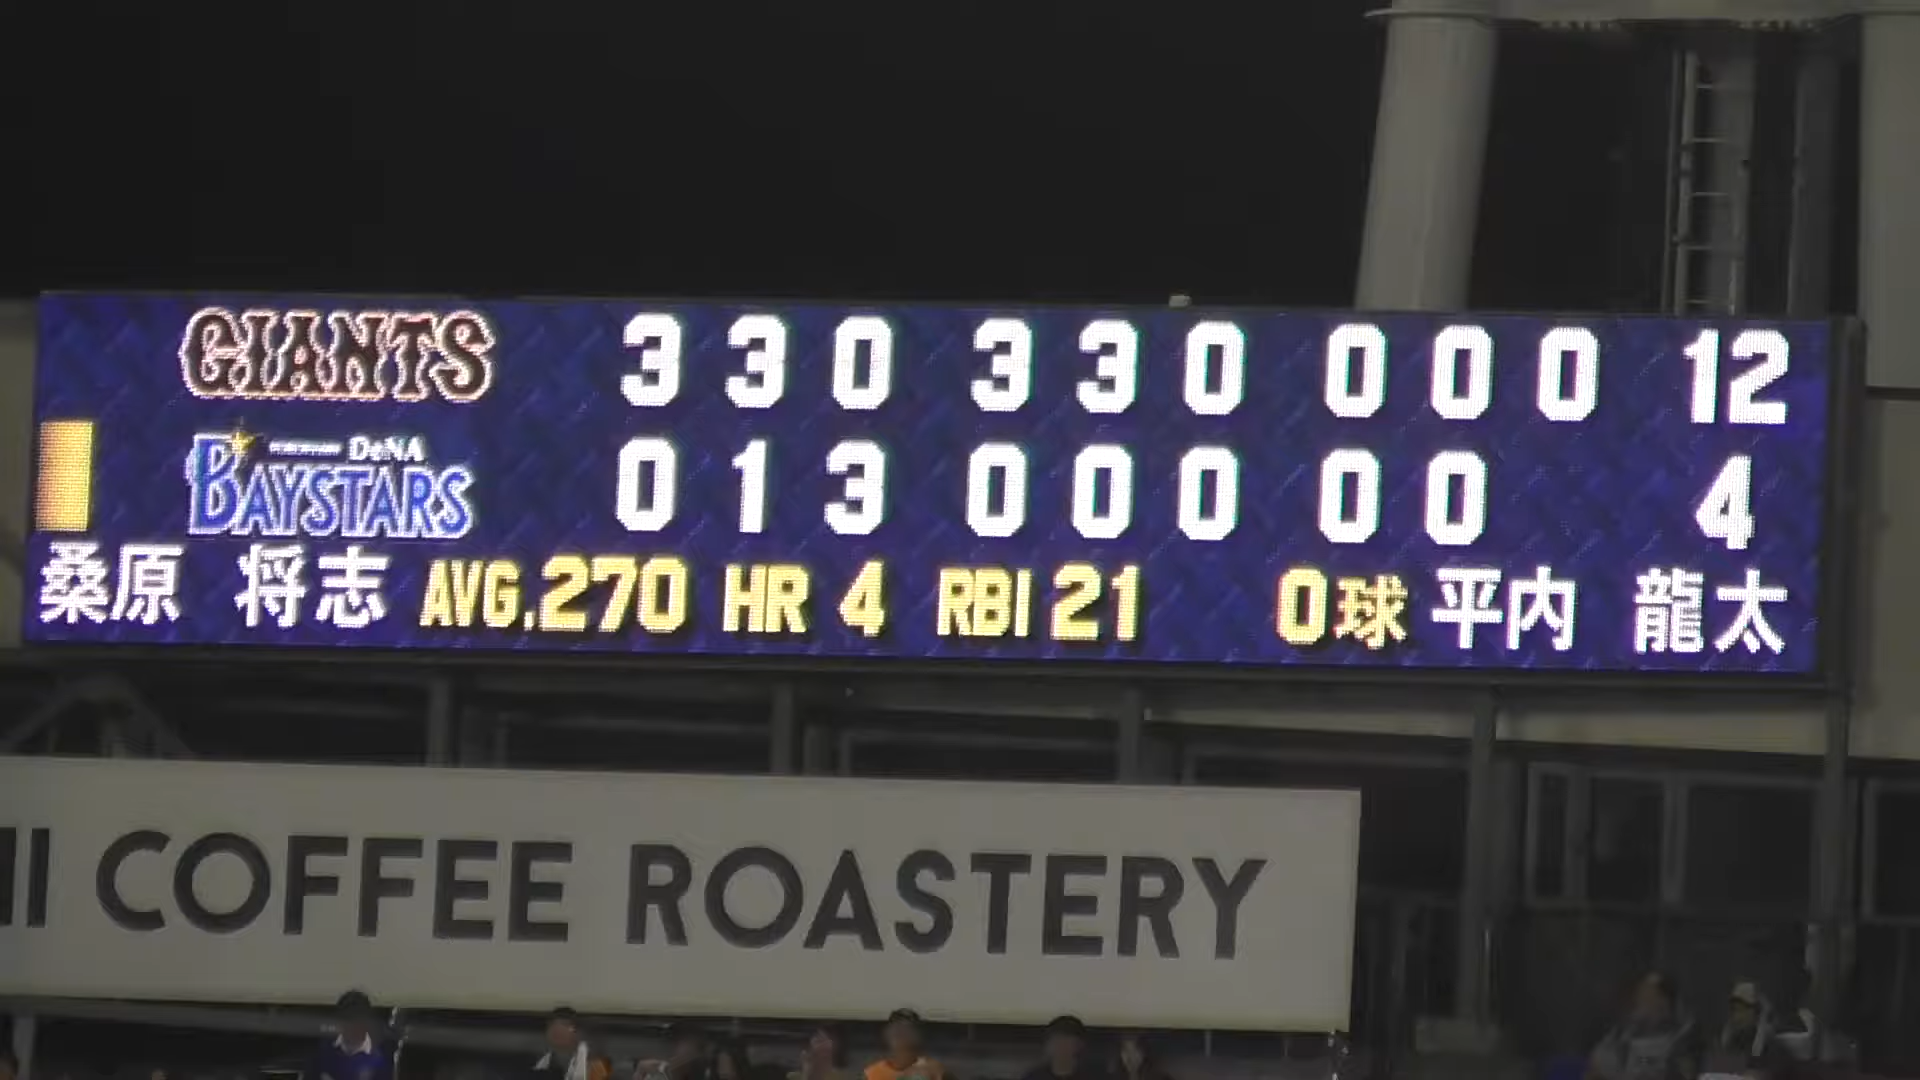 GIANTS 3 3 0 3 3 0 0 0 0 12
DeNA
BAYSTARS 0 1 3 0 0 0 0 0 4
桑原 将志 AVG.270 HR 4 RBI 21 0球 平内 龍太
COFFEE ROASTERY